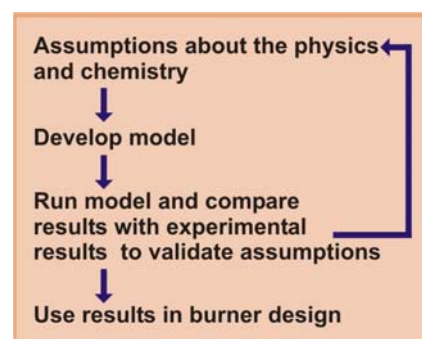 Assumptions about the physics
and chemistry
Develop model
Run model and compare
results with experimental
results to validate assumptions
Use results in burner design